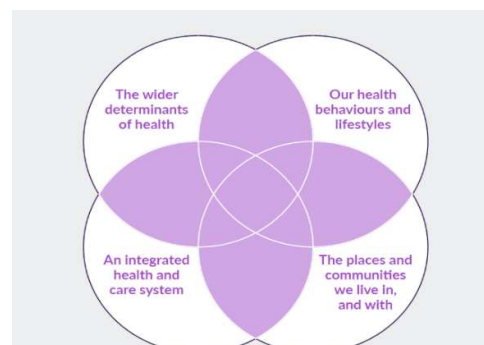 The wider
determinants
of health
Our health
behaviours and
lifestyles
An integrated
health and
care system
The places and
communities
we live in,
and with